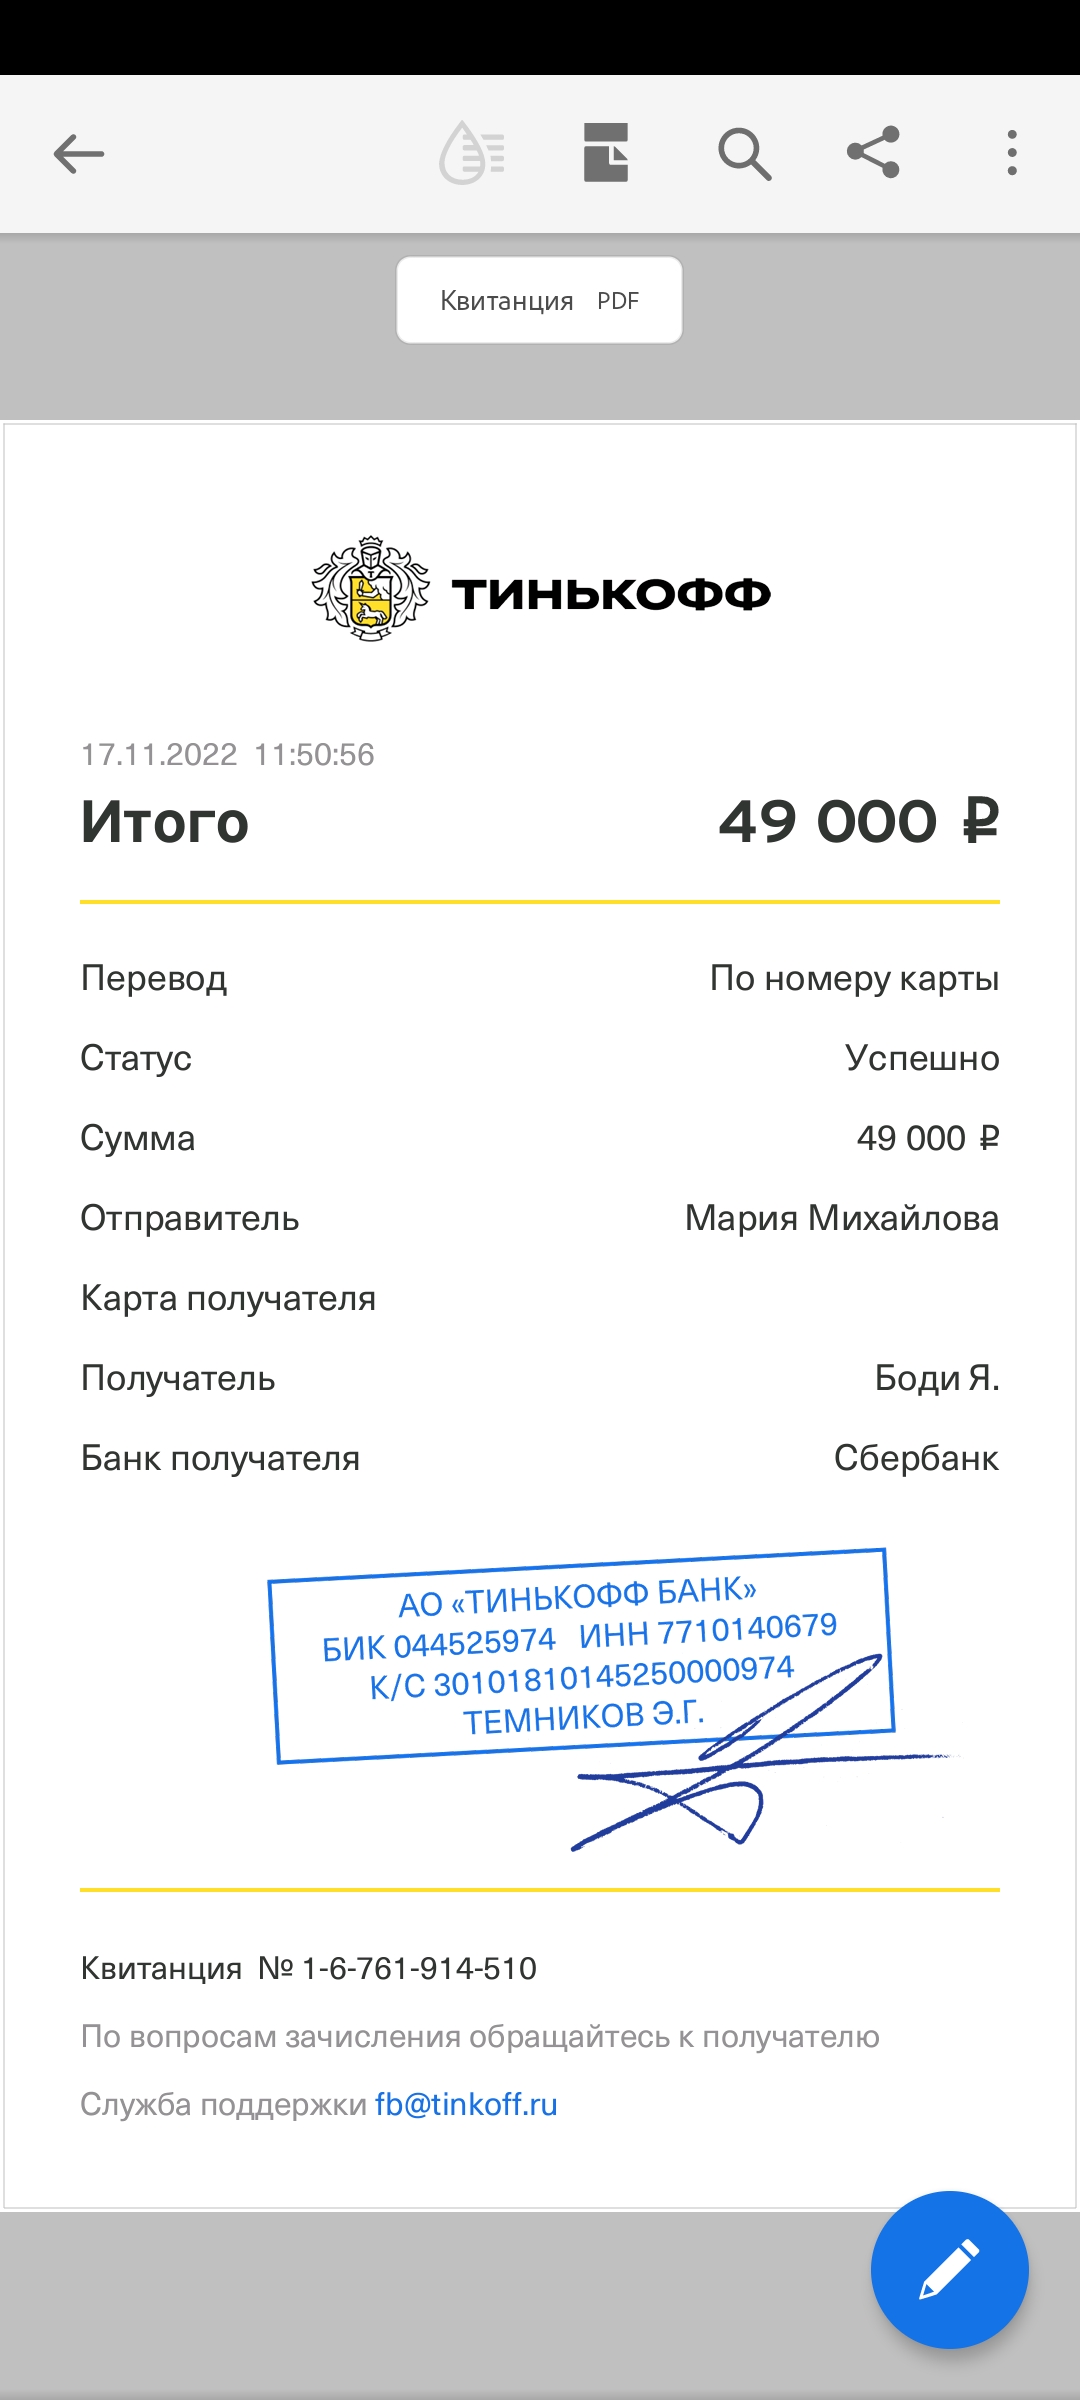 Квитанция PDF
ТИНЬКОФФ
17.11.2022 11:50:56
Итого 49 000 ₽
Перевод По номеру карты
Статус Успешно
Сумма 49 000 ₽
Отправитель Мария Михайлова
Карта получателя
Получатель Боди Я.
Банк получателя Сбербанк
АО «ТИНЬКОФФ БАНК»
БИК 044525974 ИНН 7710140679
К/С 30101810145250000974
ТЕМНИКОВ Э.Г.
Квитанция № 1-6-761-914-510
По вопросам зачисления обращайтесь к получателю
Служба поддержки fb@tinkoff.ru